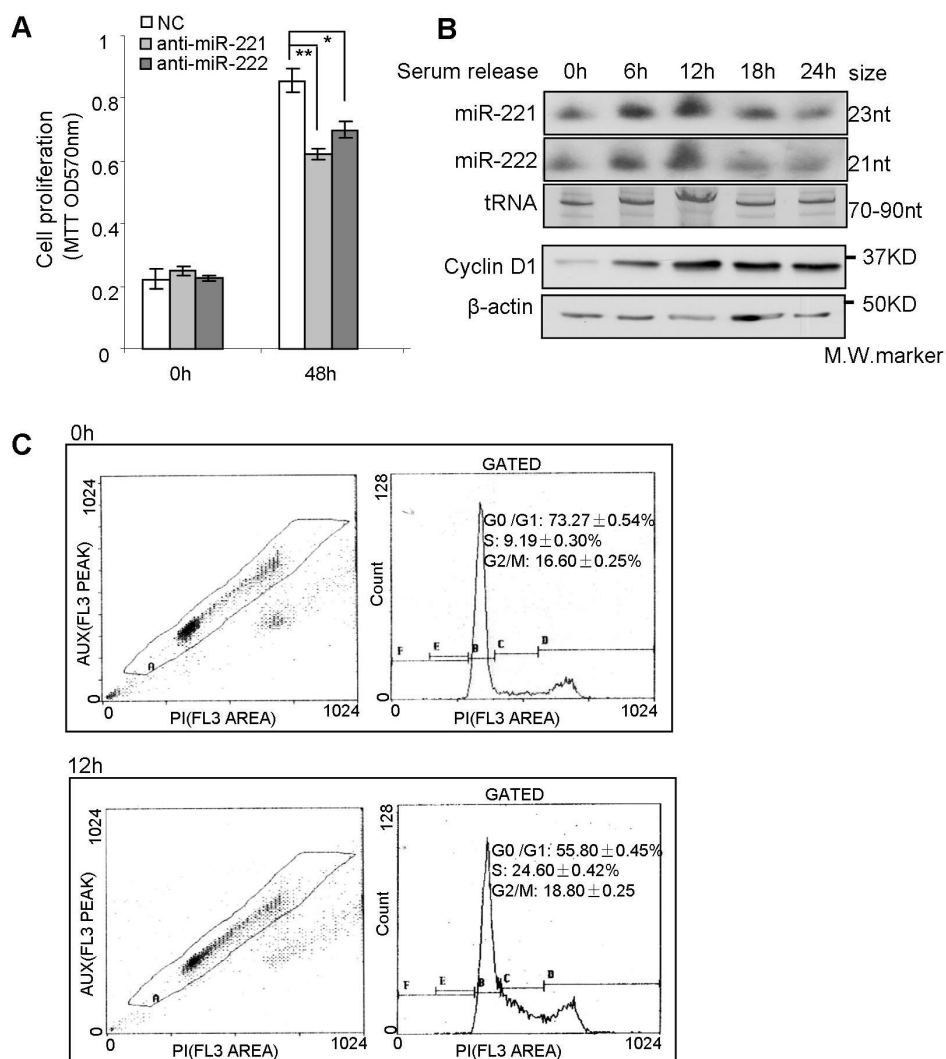 A
NC
anti-miR-221
anti-miR-222
*
**
Cell proliferation
(MTT OD570nm)
1
0.8
0.6
0.4
0.2
0
0h
48h
B
Serum release 0h 6h 12h 18h 24h size
miR-221 23nt
miR-222 21nt
tRNA 70-90nt
Cyclin D1 37KD
β-actin 50KD
M.W.marker
C
0h
AUX(FL3 PEAK)
1024
0
A
0 1024
PI(FL3 AREA)
GATED
128
Count
0
G0 /G1: 73.27±0.54%
S: 9.19±0.30%
G2/M: 16.60±0.25%
F E B C D
0 1024
PI(FL3 AREA)
12h
AUX(FL3 PEAK)
1024
0
A
0 1024
PI(FL3 AREA)
GATED
128
Count
0
G0 /G1: 55.80±0.45%
S: 24.60±0.42%
G2/M: 18.80±0.25
F E B C D
0 1024
PI(FL3 AREA)